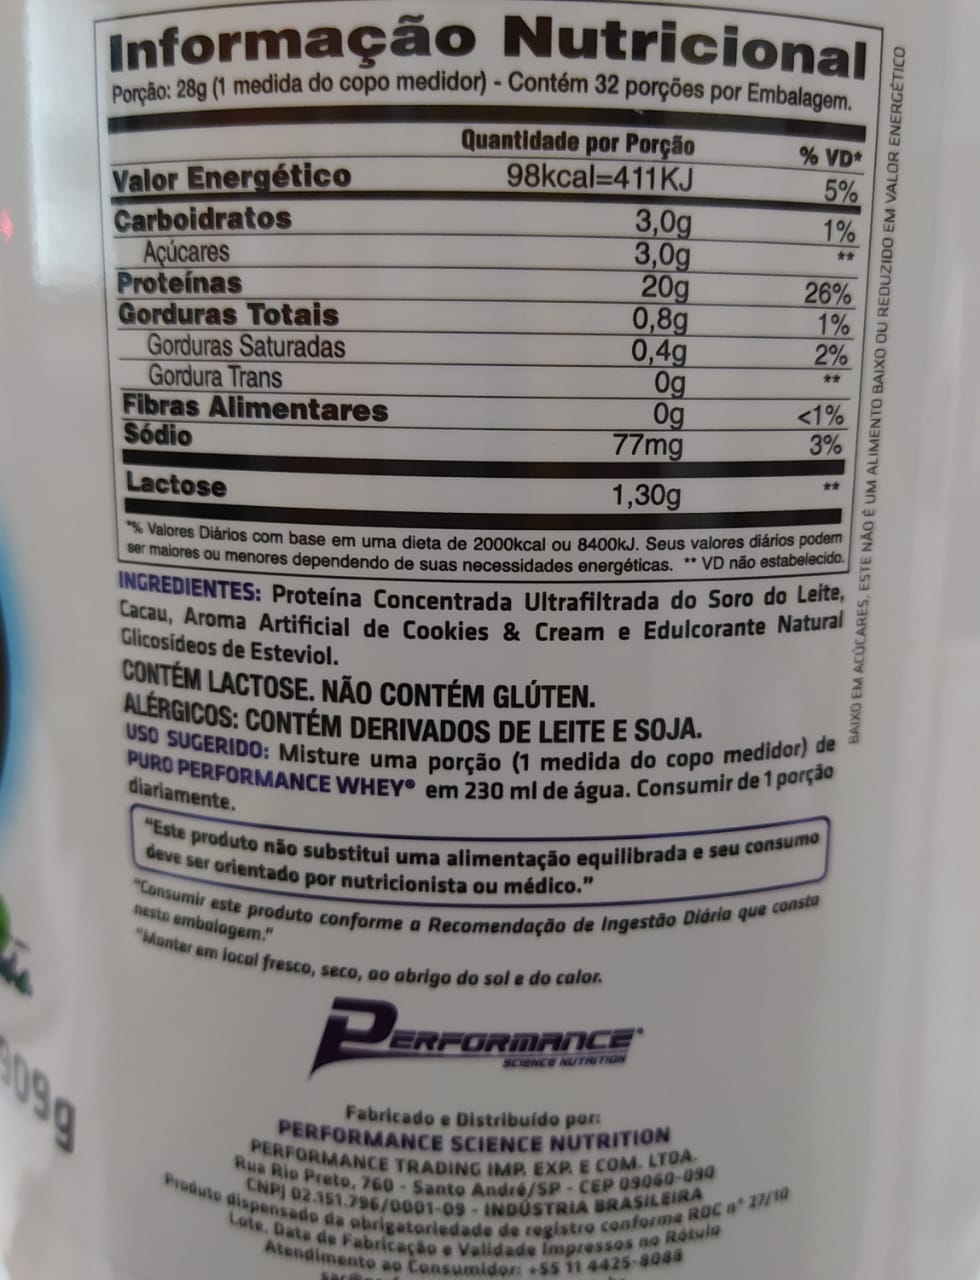 Informação Nutricional
Porção: 28g (1 medida do copo medidor) - Contém 32 porções por Embalagem.
Quantidade por Porção % VD*
Valor Energético 98kcal=411KJ 5%
Carboidratos 3,0g 1%
Açúcares 3,0g **
Proteínas 20g 26%
Gorduras Totais 0,8g 1%
Gorduras Saturadas 0,4g 2%
Gordura Trans 0g **
Fibras Alimentares 0g <1%
Sódio 77mg 3%
Lactose 1,30g **
*% Valores Diários com base em uma dieta de 2000kcal ou 8400kJ. Seus valores diários podem
ser maiores ou menores dependendo de suas necessidades energéticas. ** VD não estabelecido.
BAIXO EM AÇÚCARES, ESTE NÃO É UM ALIMENTO BAIXO OU REDUZIDO EM VALOR ENERGÉTICO
INGREDIENTES: Proteína Concentrada Ultrafiltrada do Soro do Leite,
Cacau, Aroma Artificial de Cookies & Cream e Edulcorante Natural
Glicosídeos de Esteviol.
CONTÉM LACTOSE. NÃO CONTÉM GLÚTEN.
ALÉRGICOS: CONTÉM DERIVADOS DE LEITE E SOJA.
USO SUGERIDO: Misture uma porção (1 medida do copo medidor) de
PURO PERFORMANCE WHEY® em 230 ml de água. Consumir de 1 porção
diariamente.
"Este produto não substitui uma alimentação equilibrada e seu consumo
deve ser orientado por nutricionista ou médico."
"Consumir este produto conforme a Recomendação de Ingestão Diária que consta
nesta embalagem."
"Manter em local fresco, seco, ao abrigo do sol e do calor.
909g
PERFORMANCE
SCIENCE NUTRITION
Fabricado e Distribuído por:
PERFORMANCE SCIENCE NUTRITION
PERFORMANCE TRADING IMP. EXP. E COM. LTDA.
Rua Rio Preto, 760 - Santo André/SP - CEP 09060-090
CNPJ 02.151.796/0001-09 - INDÚSTRIA BRASILEIRA
Produto dispensado da obrigatoriedade de registro conforme RDC nº 27/10
Lote, Data de Fabricação e Validade Impressos no Rótulo
Atendimento ao Consumidor: +55 11 4425-8088